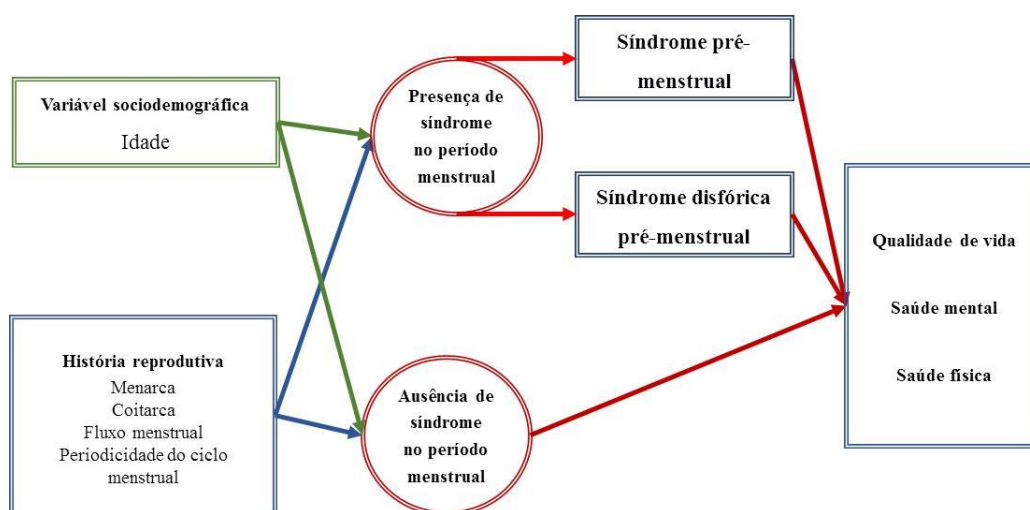 Variável sociodemográfica
Idade
História reprodutiva
Menarca
Coitarca
Fluxo menstrual
Periodicidade do ciclo
menstrual
Presença de
síndrome
no período
menstrual
Ausência de
síndrome
no período
menstrual
Síndrome pré-
menstrual
Síndrome disfórica
pré-menstrual
Qualidade de vida
Saúde mental
Saúde física